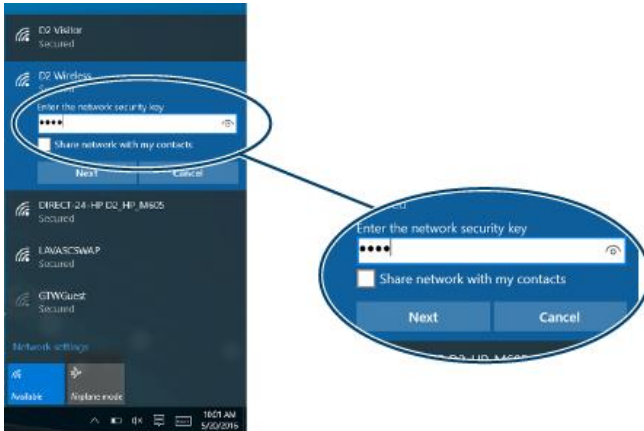 D2 Visitor
Secured
D2 Wireless
Enter the network security key
••••
Share network with my contacts
Next Cancel
DIRECT-24-HP D2_HP_M605
Secured
LAVASCSWAP
Secured
GTWGuest
Secured
Network settings
Available Airplane mode
10:01 AM
5/20/2016
Enter the network security key
••••
Share network with my contacts
Next Cancel